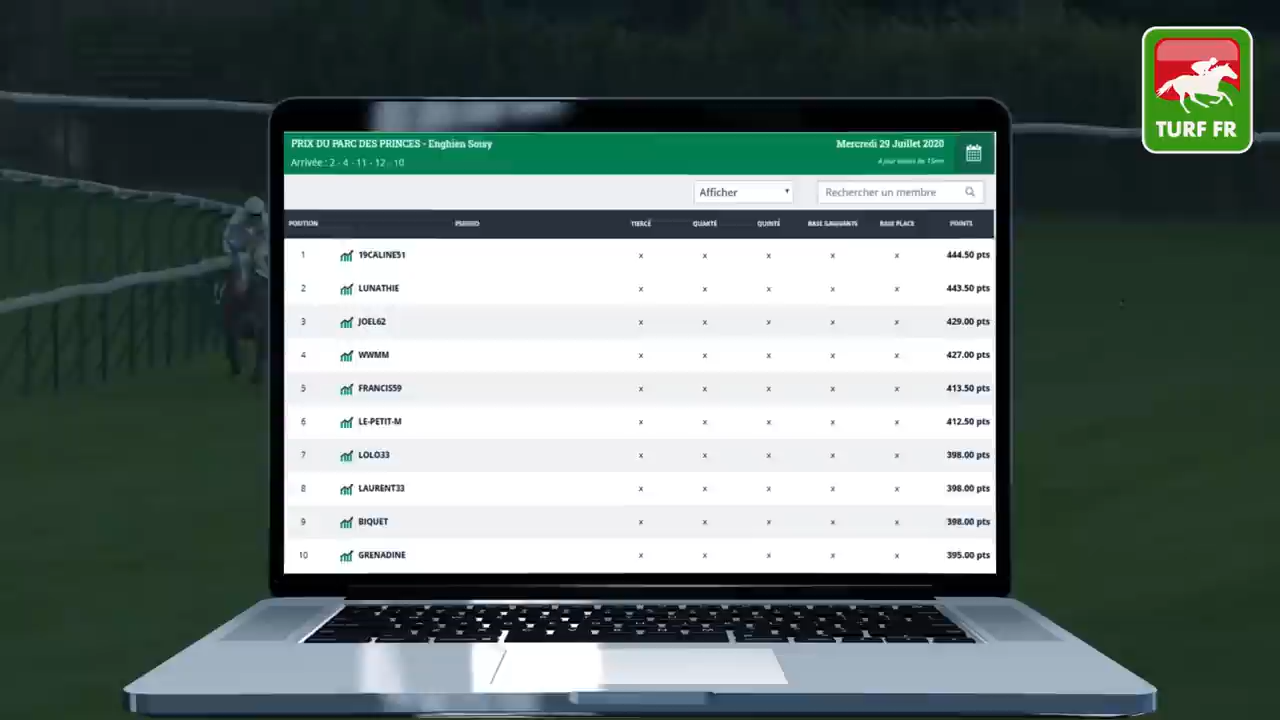 TURF FR
PRIX DU PARC DES PRINCES - Enghien Soisy
Mercredi 29 Juillet 2020
Arrivée : 2 - 4 - 11 - 12 - 10
Afficher
Rechercher un membre
POSITION PSEUDO TIERCÉ QUARTÉ QUINTÉ BASE GAGNANTE BASE PLACE POINTS
1 19CALINE51 x x x x x 444.50 pts
2 LUNATHIE x x x x x 443.50 pts
3 JOEL62 x x x x x 429.00 pts
4 WWMM x x x x x 427.00 pts
5 FRANCIS59 x x x x x 413.50 pts
6 LE-PETIT-M x x x x x 412.50 pts
7 LOLO33 x x x x x 398.00 pts
8 LAURENT33 x x x x x 398.00 pts
9 BIQUET x x x x x 398.00 pts
10 GRENADINE x x x x x 395.00 pts